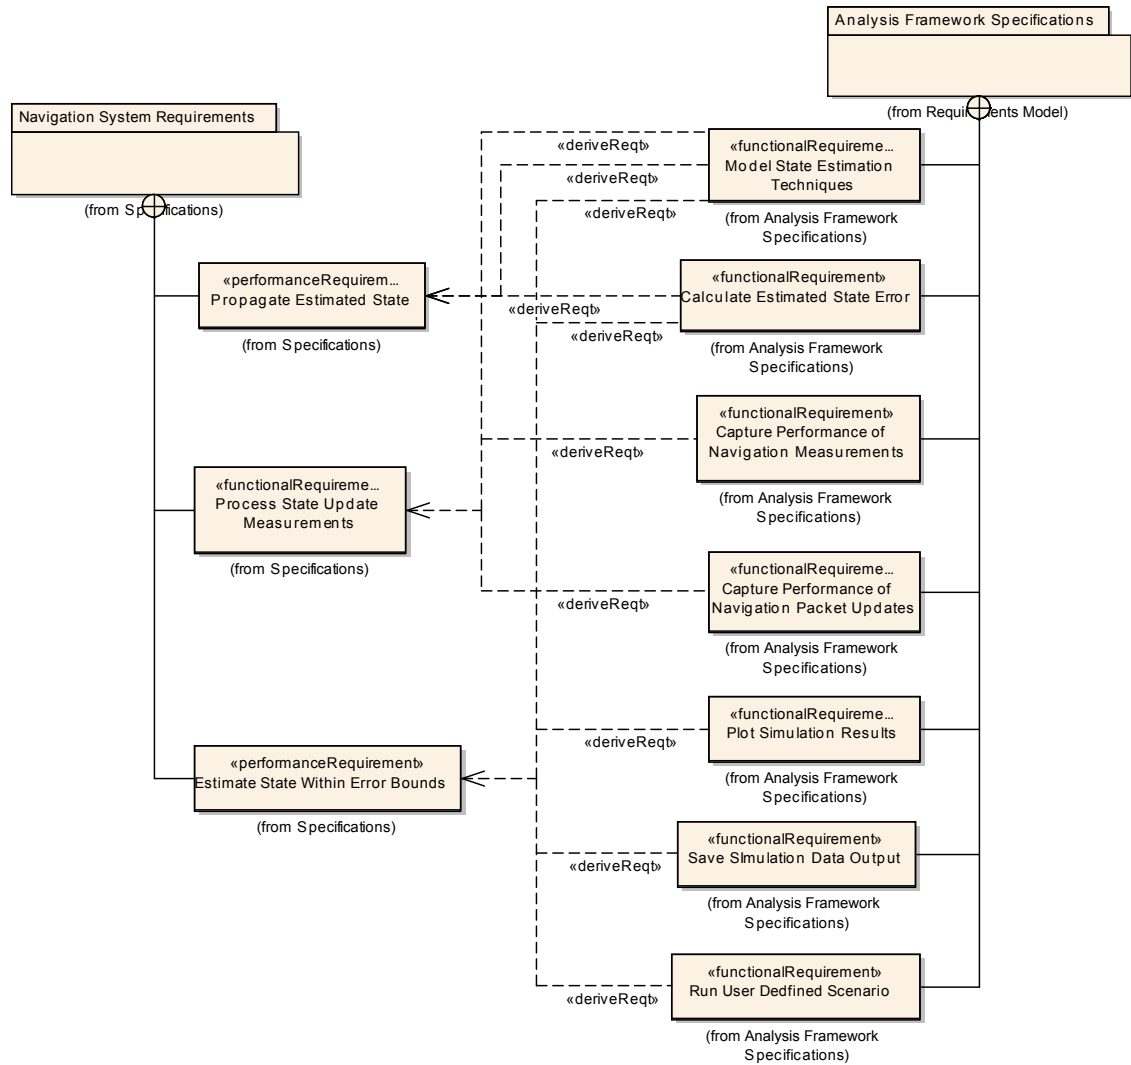 Analysis Framework Specifications
(from Requirements Model)
Navigation System Requirements
(from Specifications)
«deriveReqt»
«deriveReqt»
«deriveReqt»
«functionalRequireme...
Model State Estimation
Techniques
(from Analysis Framework
Specifications)
«performanceRequirem...
Propagate Estimated State
(from Specifications)
«deriveReqt»
«deriveReqt»
«functionalRequirement»
Calculate Estimated State Error
(from Analysis Framework
Specifications)
«deriveReqt»
«functionalRequirement»
Capture Performance of
Navigation Measurements
(from Analysis Framework
Specifications)
«functionalRequireme...
Process State Update
Measurements
(from Specifications)
«deriveReqt»
«functionalRequireme...
Capture Performance of
Navigation Packet Updates
(from Analysis Framework
Specifications)
«deriveReqt»
«functionalRequireme...
Plot Simulation Results
(from Analysis Framework
Specifications)
«performanceRequirement»
Estimate State Within Error Bounds
(from Specifications)
«deriveReqt»
«functionalRequirement»
Save SImulation Data Output
(from Analysis Framework
Specifications)
«deriveReqt»
«functionalRequirement»
Run User Dedfined Scenario
(from Analysis Framework
Specifications)